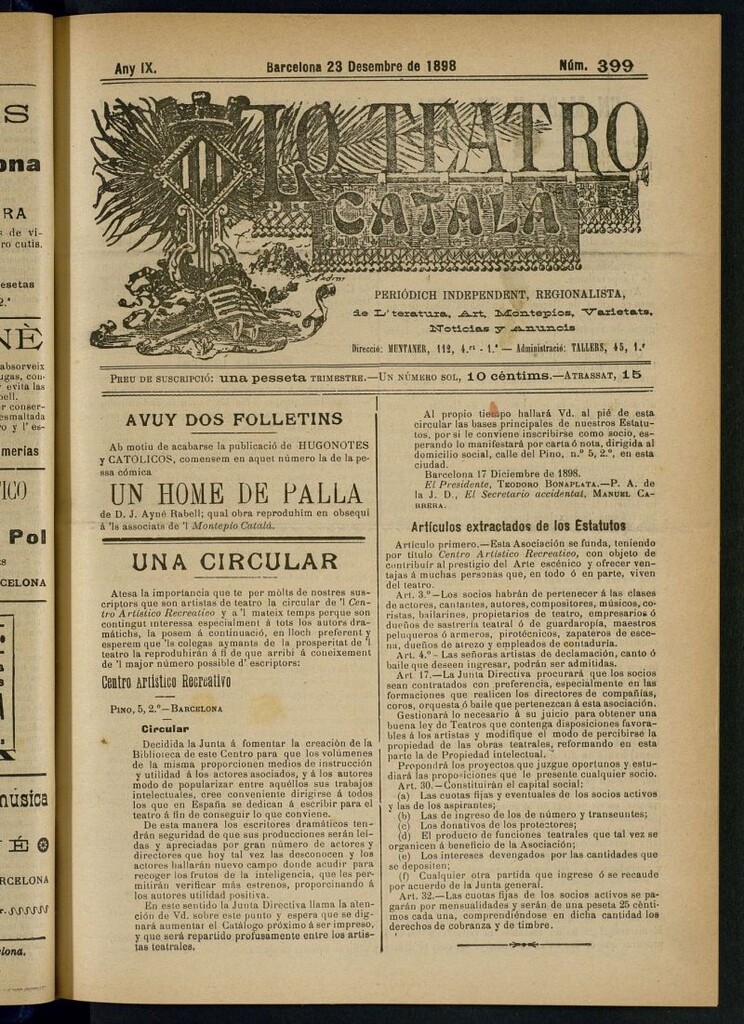 Any IX.
Barcelona 23 Desembre de 1898
Núm. 399
LO TEATRO
CATALÁ
PERIÓDICH INDEPENDENT, REGIONALISTA,
de L'teratura, Art, Montepíos, Varietats,
Noticias y Anuncis
Direcció: MUNTANER, 112, 4.rt - 1.ª — Administració: TALLERS, 45, 1.º
PREU DE SUSCRIPCIÓ: una pesseta TRIMESTRE.—UN NÚMERO SOL, 10 céntims.—ATRASSAT, 15
AVUY DOS FOLLETINS
Ab motiu de acabarse la publicació de HUGONOTES
y CATOLICOS, comensem en aquet número la de la pe-
ssa cómica
UN HOME DE PALLA
de D. J. Ayné Rabell; qual obra reproduhim en obsequi
á 'ls associats de 'l Montepío Catalá.
UNA CIRCULAR
Atesa la importancia que te per mòlts de nostres sus-
criptors que son artistas de teatro la circular de 'l Cen-
tro Artístico Recreativo y a 'l mateix temps porque son
contingut interessa especialment á tots los autors dra-
mátichs, la posem á continuació, en lloch preferent y
esperem que 'ls colegas aymants de la prosperitat de 'l
teatro la reproduhirán á fi de que arribi á coneixement
de 'l major número possible d' escriptors:
Centro Artístico Recreativo
PINO, 5, 2.º—BARCELONA
Circular
Decidida la Junta á fomentar la creación de la
Biblioteca de este Centro para que los volúmenes
de la misma proporcionen medios de instrucción
y utilidad á los actores asociados, y á los autores
modo de popularizar entre aquéllos sus trabajos
intelectuales, cree conveniente dirigirse á todos
los que en España se dedican á escribir para el
teatro á fin de conseguir lo que conviene.
De esta manera los escritores dramáticos ten-
drán seguridad de que sus producciones serán leí-
das y apreciadas por gran número de actores y
directores que hoy tal vez las desconocen y los
actores hallarán nuevo campo donde acudir para
recoger los frutos de la inteligencia, que les per-
mitirán verificar más estrenos, proporcinando á
los autores utilidad positiva.
En este sentido la Junta Directiva llama la aten-
ción de Vd. sobre este punto y espera que se dig-
nará aumentar el Catálogo próximo á ser impreso,
y que será repartido profusamente entre los artis-
tas teatrales.
Al propio tiempo hallará Vd. al pié de esta
circular las bases principales de nuestros Estatu-
tos, por si le conviene inscribirse como socio, es-
perando lo manifestará por carta ó nota, dirigida al
domicilio social, calle del Pino, n.º 5, 2.º, en esta
ciudad.
Barcelona 17 Diciembre de 1898.
El Presidente, TEODORO BONAPLATA.—P. A. de
la J. D., El Secretario accidental, MANUEL CA-
BRERA.
Artículos extractados de los Estatutos
Artículo primero.—Esta Asociación se funda, teniendo
por título Centro Artístico Recreativo, con objeto de
contribuir al prestigio del Arte escénico y ofrecer ven-
tajas á muchas personas que, en todo ó en parte, viven
del teatro.
Art. 3.º—Los socios habrán de pertenecer á las clases
de actores, cantantes, autores, compositores, músicos, co-
ristas, bailarines, propietarios de teatro, empresarios ó
dueños de sastrería teatral ó de guardaropía, maestros
peluqueros ó armeros, pirotécnicos, zapateros de esce-
na, dueños de atrezo y empleados de contaduría.
Art. 4.º—Las señoras artistas de declamación, canto ó
baile que deseen ingresar, podrán ser admitidas.
Art. 17.—La Junta Directiva procurará que los socios
sean contratados con preferencia, especialmente en las
formaciones que realicen los directores de compañías,
coros, orquesta ó baile que pertenezcan á esta asociación.
Gestionará lo necesario á su juicio para obtener una
buena ley de Teatros que contenga disposiciones favora-
bles á los artistas y modifique el modo de percibirse la
propiedad de las obras teatrales, reformando en esta
parte la de Propiedad intelectual.
Propondrá los proyectos que juzgue oportunos y estu-
diará las proposiciones que le presente cualquier socio.
Art. 30.—Constituirán el capital social:
(a) Las cuotas fijas y eventuales de los socios activos
y las de los aspirantes;
(b) Las de ingreso de los de número y transeuntes;
(c) Los donativos de los protectores;
(d) El producto de funciones teatrales que tal vez se
organicen á beneficio de la Asociación;
(e) Los intereses devengados por las cantidades que
se depositen;
(f) Cualquier otra partida que ingrese ó se recaude
por acuerdo de la Junta general.
Art. 32.—Las cuotas fijas de los socios activos se pa-
garán por mensualidades y serán de una peseta 25 cénti-
mos cada una, comprendiéndose en dicha cantidad los
derechos de cobranza y de timbre.